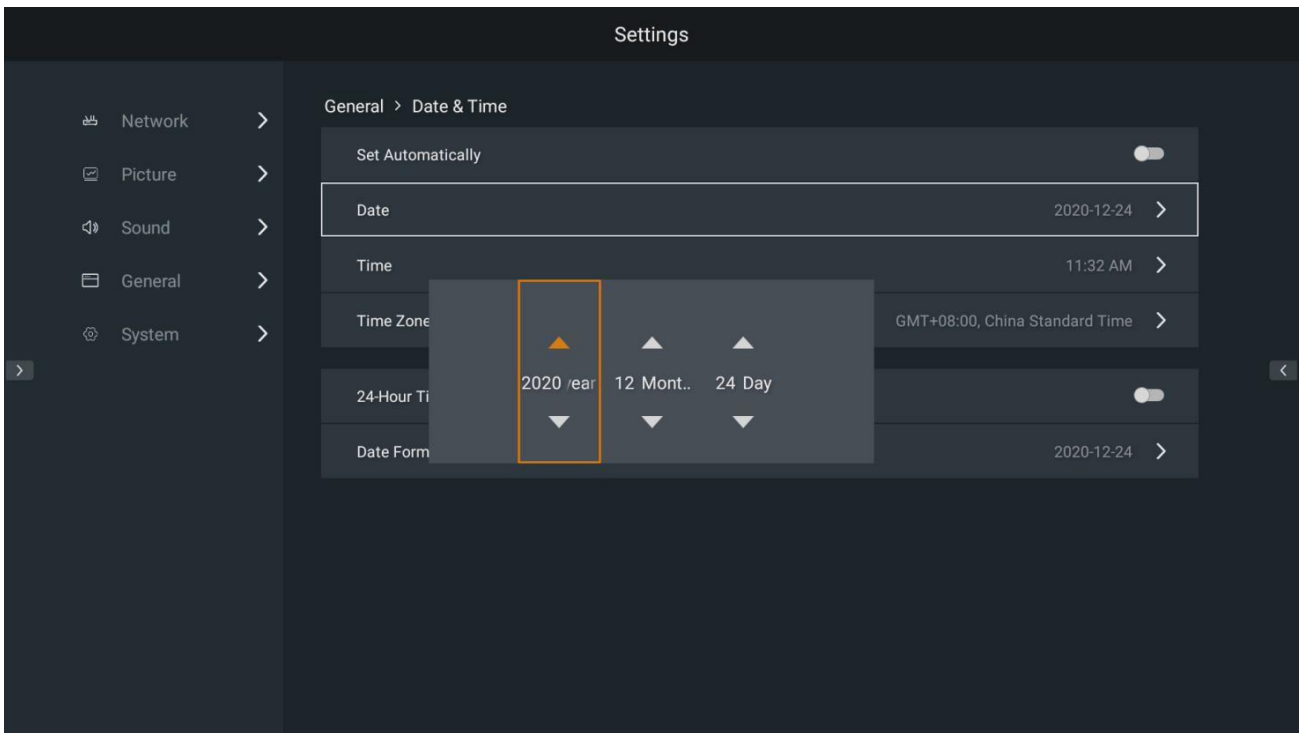 Settings
Network
Picture
Sound
General
System
General > Date & Time
Set Automatically
Date 2020-12-24
Time 11:32 AM
Time Zone GMT+08:00, China Standard Time
24-Hour Ti
Date Form 2020-12-24
2020 year 12 Mont.. 24 Day